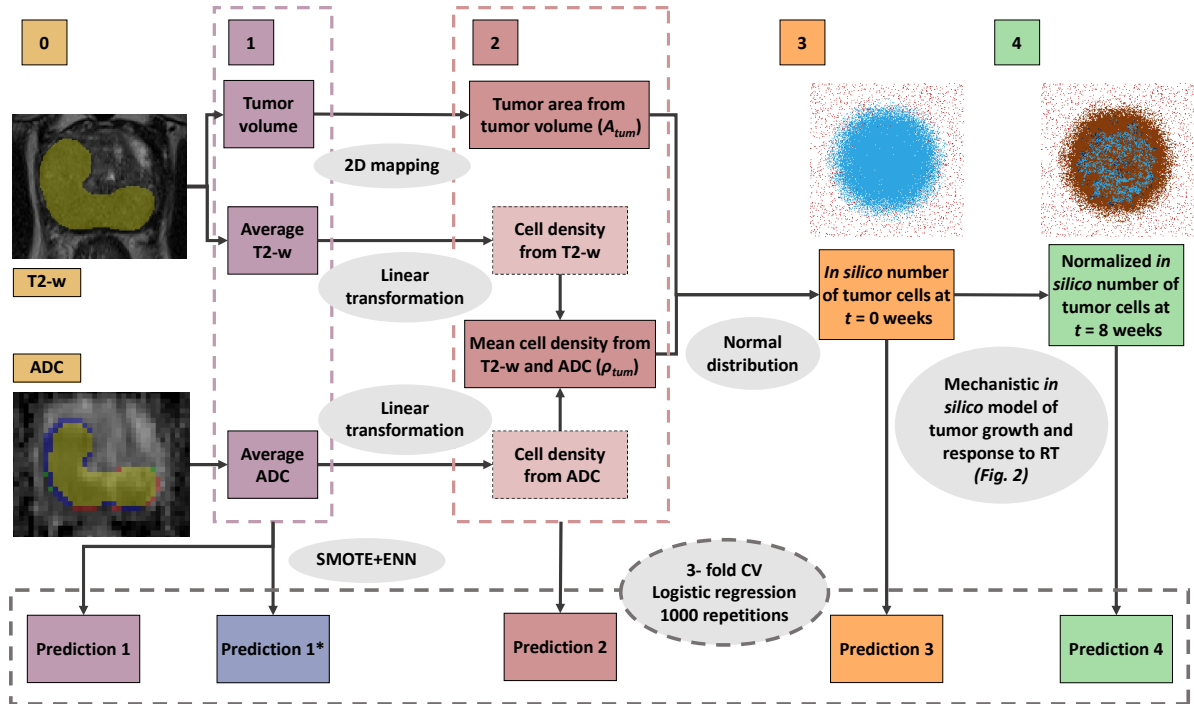 0
1
2
3
4
Tumor
volume
Tumor area from
tumor volume (A_tum)
2D mapping
Average
T2-w
Cell density
from T2-w
T2-w
Linear
transformation
In silico number
of tumor cells at
t = 0 weeks
Normalized in
silico number of
tumor cells at
t = 8 weeks
Mean cell density from
T2-w and ADC (ρ_tum)
Normal
distribution
ADC
Linear
transformation
Mechanistic in
silico model of
tumor growth and
response to RT
(Fig. 2)
Average
ADC
Cell density
from ADC
SMOTE+ENN
3- fold CV
Logistic regression
1000 repetitions
Prediction 1
Prediction 1*
Prediction 2
Prediction 3
Prediction 4